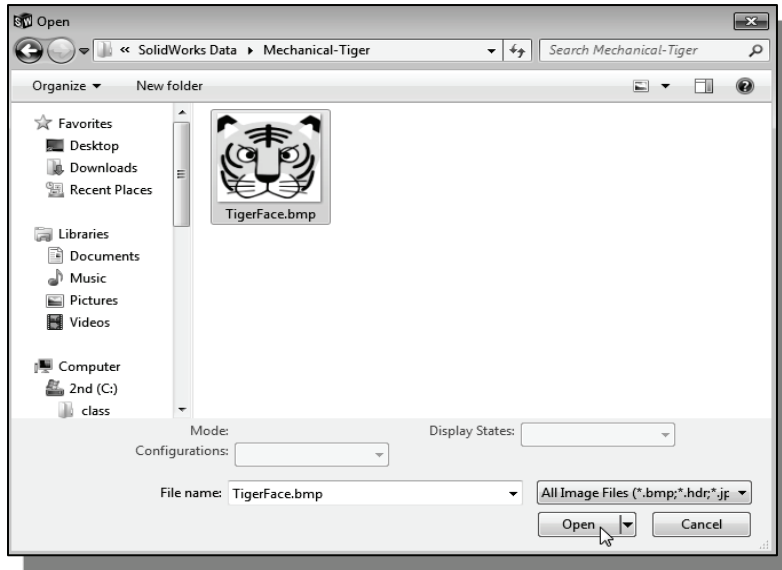 SW Open
« SolidWorks Data ▸ Mechanical-Tiger
Search Mechanical-Tiger
Organize
New folder
Favorites
Desktop
Downloads
Recent Places
Libraries
Documents
Music
Pictures
Videos
Computer
2nd (C:)
class
TigerFace.bmp
Mode:
Display States:
Configurations:
File name: TigerFace.bmp
All Image Files (*.bmp;*.hdr;*.jp
Open
Cancel